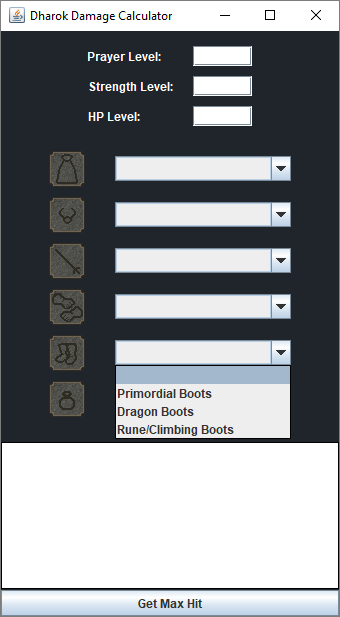 Dharok Damage Calculator
Prayer Level:
Strength Level:
HP Level:
Primordial Boots
Dragon Boots
Rune/Climbing Boots
Get Max Hit